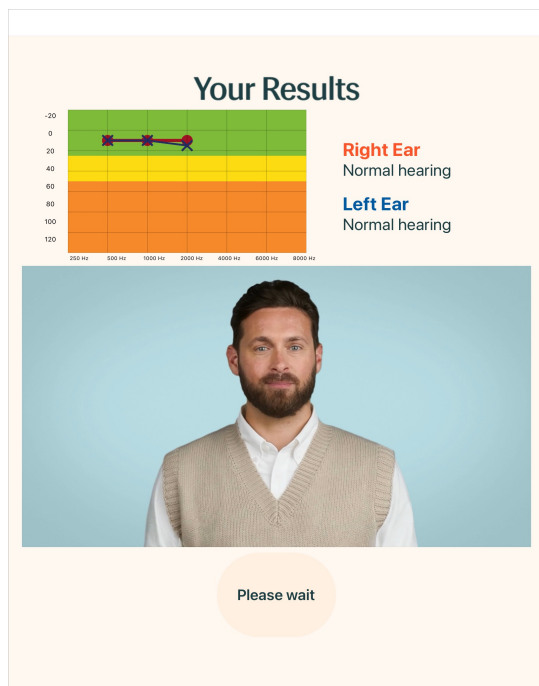 Your Results
-20
0
20
40
60
80
100
120
250 Hz 500 Hz 1000 Hz 2000 Hz 4000 Hz 6000 Hz 8000 Hz
Right Ear
Normal hearing
Left Ear
Normal hearing
Please wait